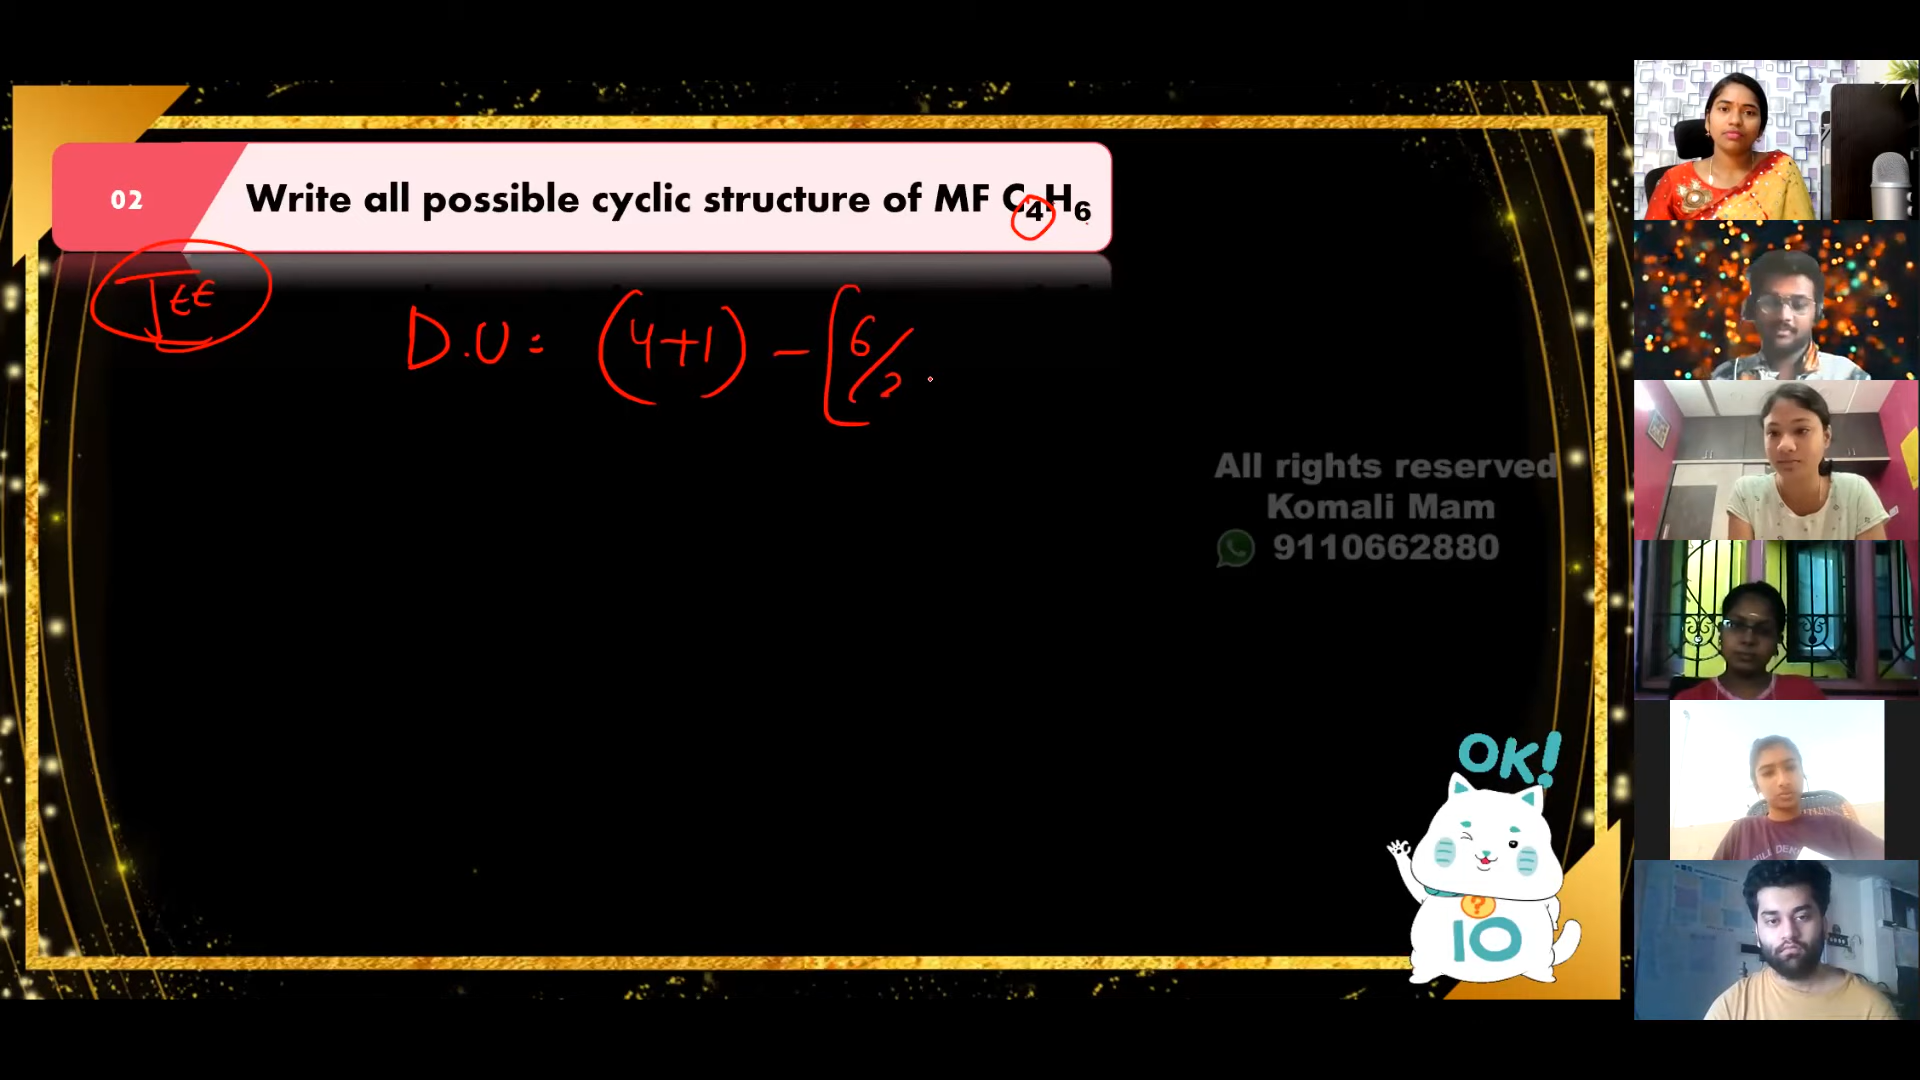 02
Write all possible cyclic structure of MF C₄H₆
JEE
D.U = (4+1) - [6/2
All rights reserved
Komali Mam
9110662880
OK!
?
10